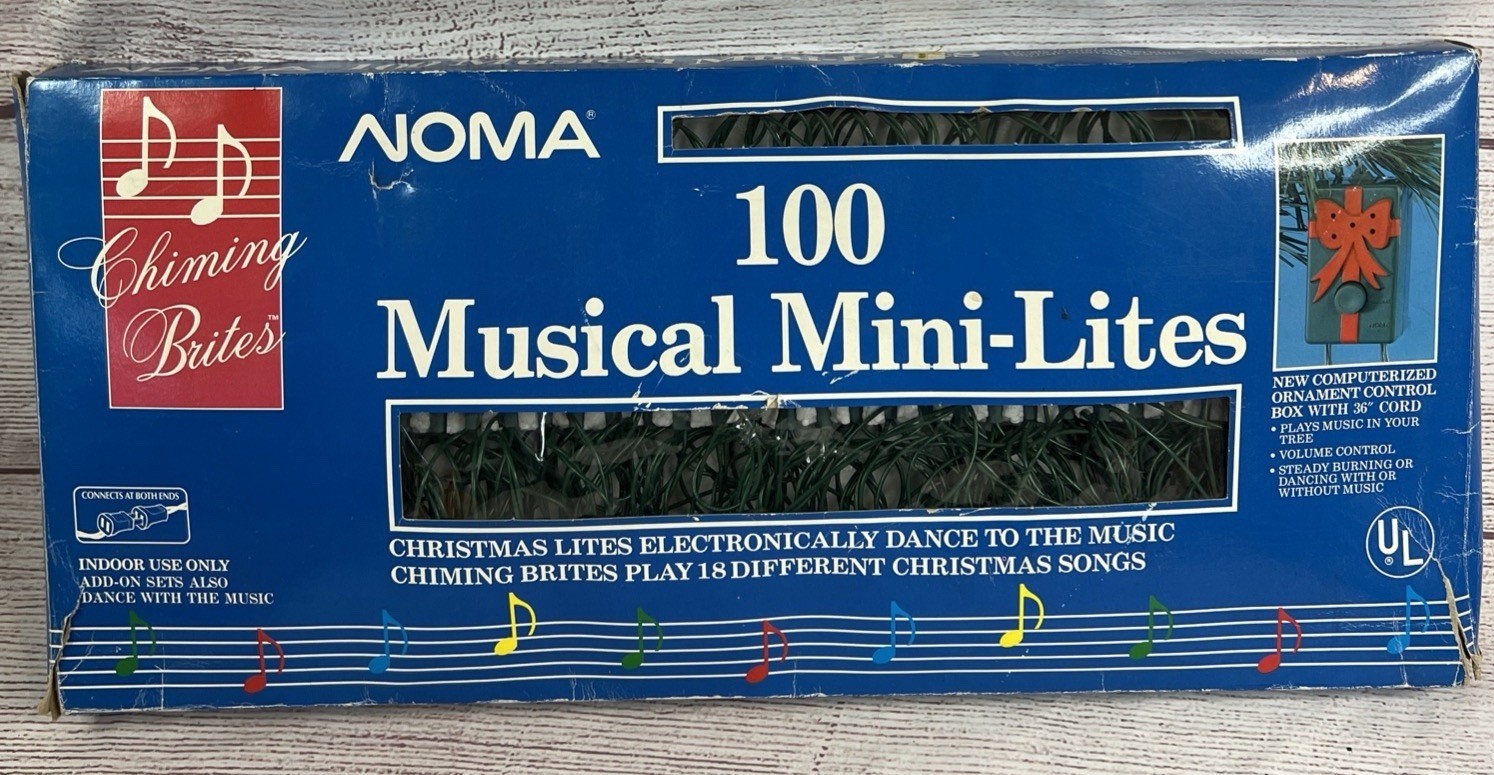 NOMA®
Chiming
Brites™
100
Musical Mini-Lites
NEW COMPUTERIZED
ORNAMENT CONTROL
BOX WITH 36" CORD
• PLAYS MUSIC IN YOUR
TREE
• VOLUME CONTROL
• STEADY BURNING OR
DANCING WITH OR
WITHOUT MUSIC
CONNECTS AT BOTH ENDS
INDOOR USE ONLY
ADD-ON SETS ALSO
DANCE WITH THE MUSIC
CHRISTMAS LITES ELECTRONICALLY DANCE TO THE MUSIC
CHIMING BRITES PLAY 18 DIFFERENT CHRISTMAS SONGS
UL®